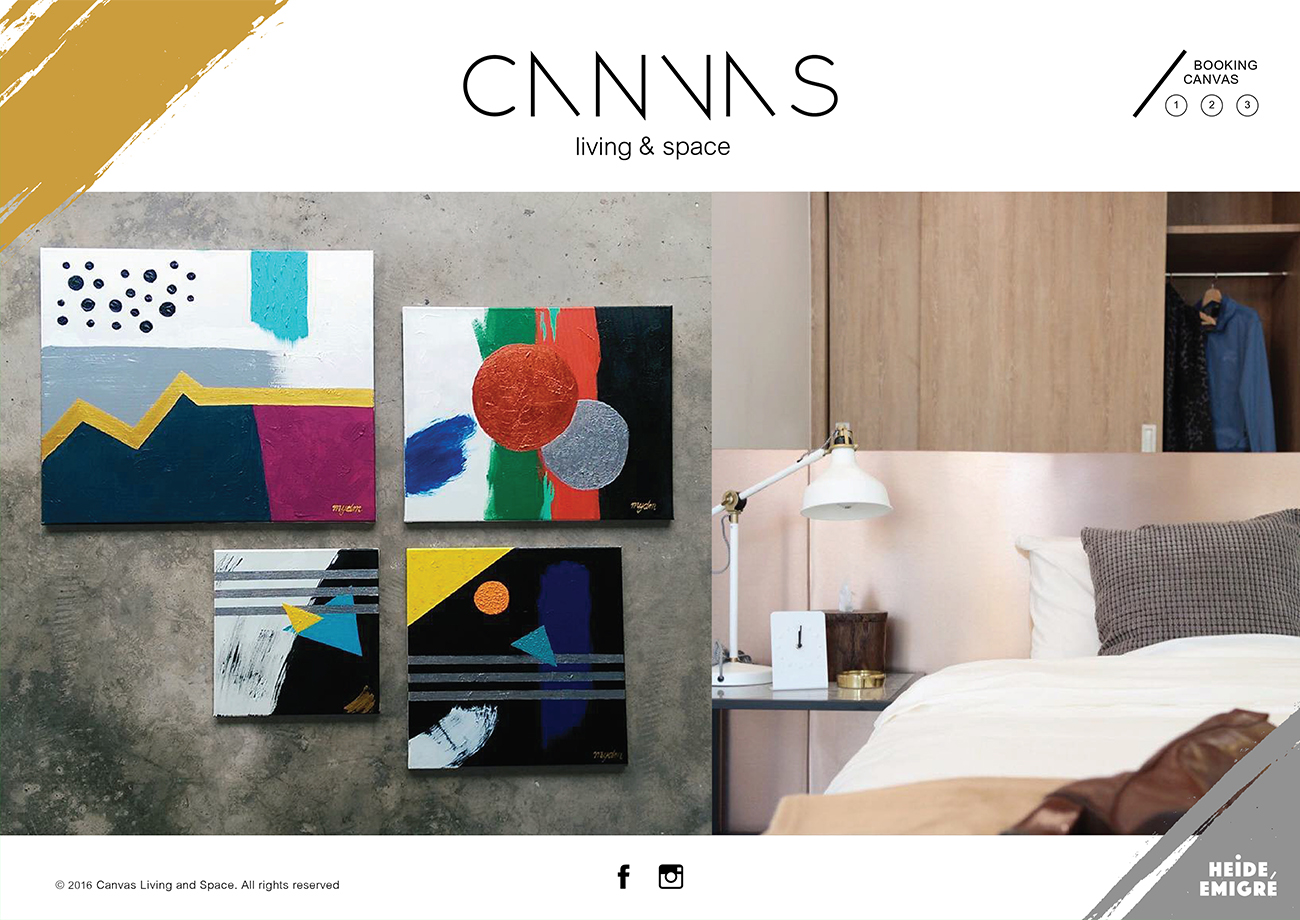 CANVAS
living & space
BOOKING
CANVAS
1 2 3
mydm
mydm
mydm
© 2016 Canvas Living and Space. All rights reserved
HEIDE,
EMIGRÉ